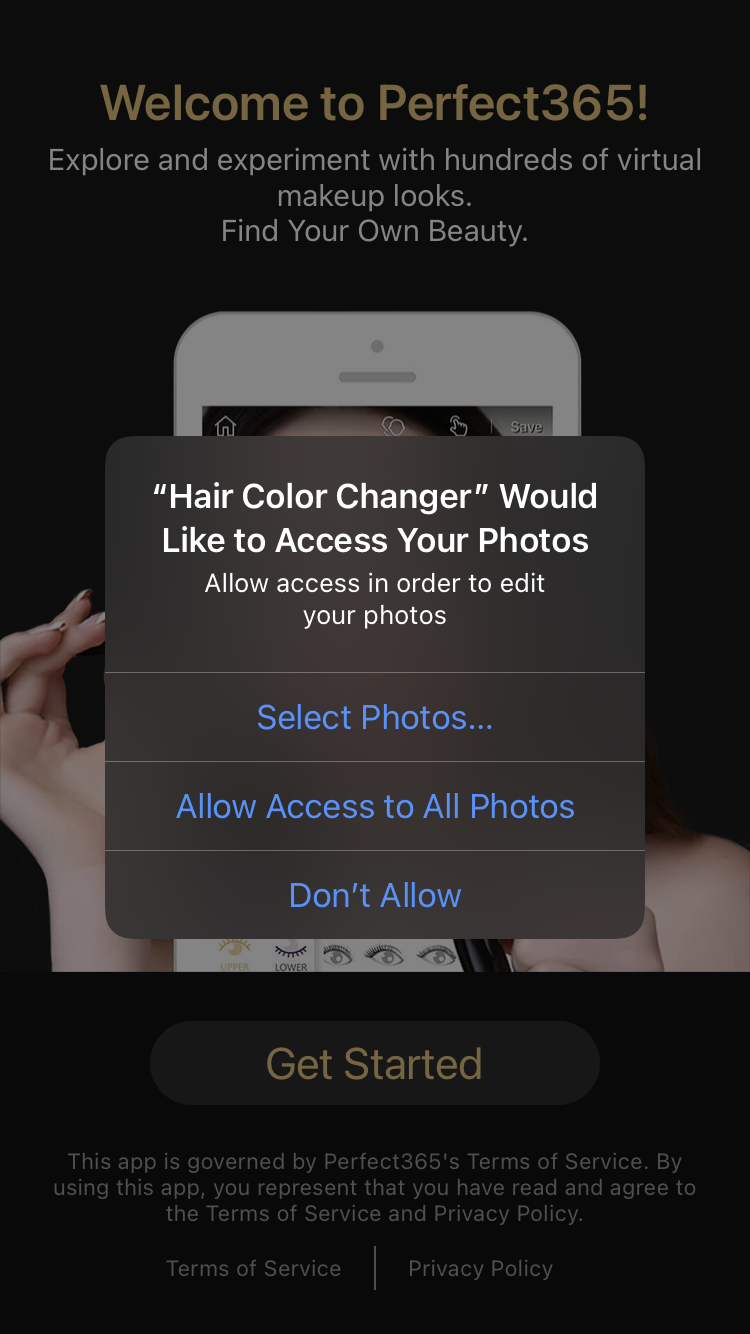 Welcome to Perfect365!
Explore and experiment with hundreds of virtual
makeup looks.
Find Your Own Beauty.
Save
“Hair Color Changer” Would
Like to Access Your Photos
Allow access in order to edit
your photos
Select Photos...
Allow Access to All Photos
Don’t Allow
UPPER LOWER
Get Started
This app is governed by Perfect365's Terms of Service. By
using this app, you represent that you have read and agree to
the Terms of Service and Privacy Policy.
Terms of Service | Privacy Policy